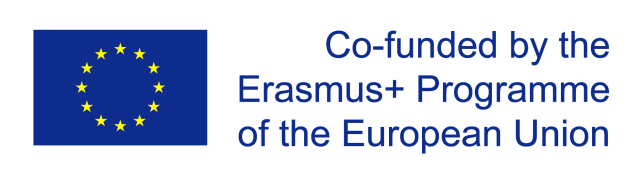 Co-funded by the
Erasmus+ Programme
of the European Union